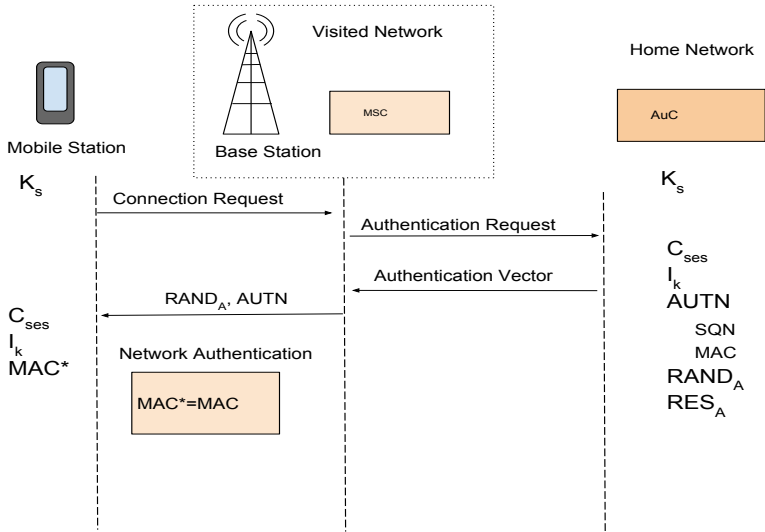 Visited Network
Home Network
MSC
AuC
Mobile Station
Base Station
K_s
K_s
Connection Request
Authentication Request
C_ses
I_k
AUTN
SQN
MAC
RAND_A
RES_A
Authentication Vector
RAND_A, AUTN
C_ses
I_k
MAC*
Network Authentication
MAC*=MAC